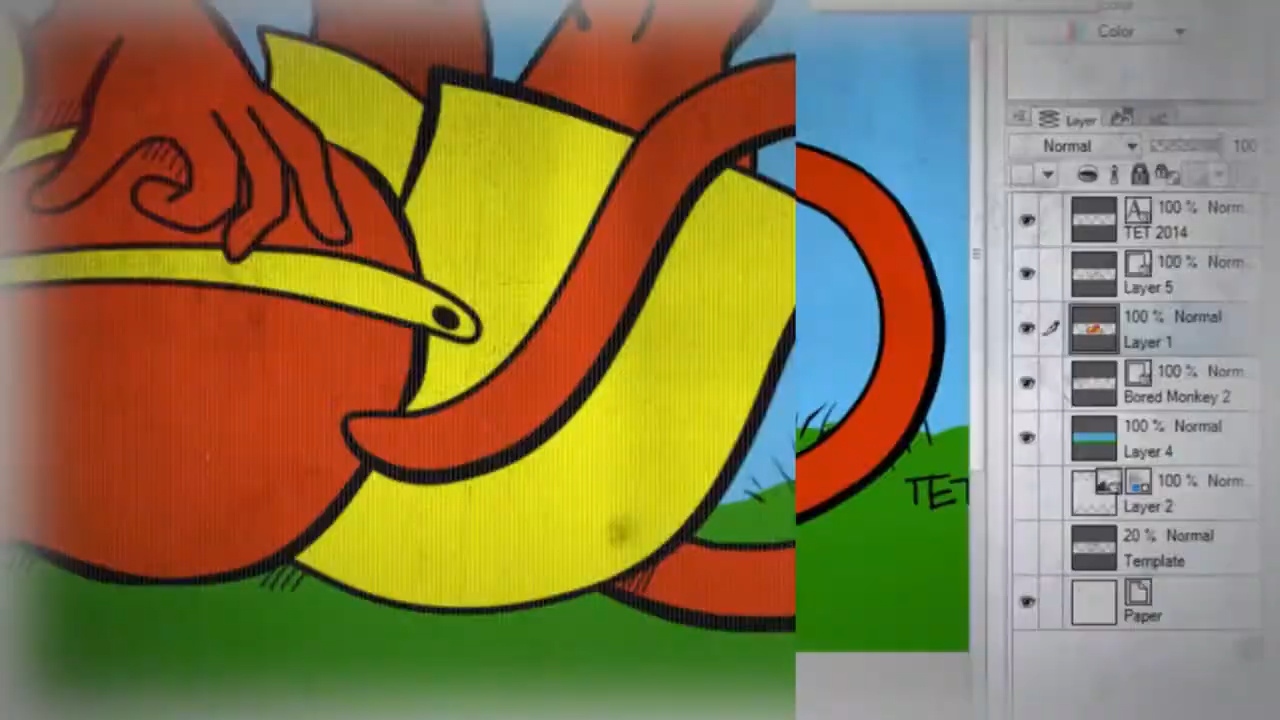 Color
Layer
Normal 100
100 % Norm
TET 2014
100 % Norm
Layer 5
100 % Normal
Layer 1
100 % Norm
Bored Monkey 2
100 % Normal
Layer 4
100 % Norm
Layer 2
20 % Normal
Template
Paper
TET